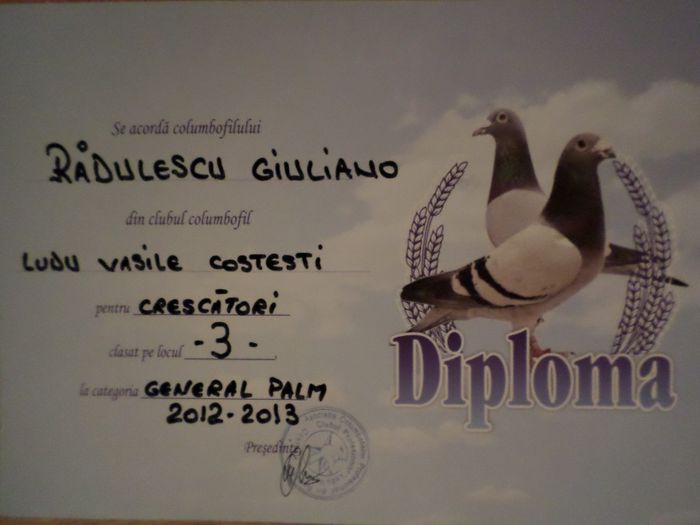 Se acordă columbofilului
RĂDULESCU GIULIANO
din clubul columbofil
LUDU VASILE COSTESTI
pentru CRESCĂTORI
clasat pe locul -3-
la categoria GENERAL PALM
2012-2013
Președinte
Diploma